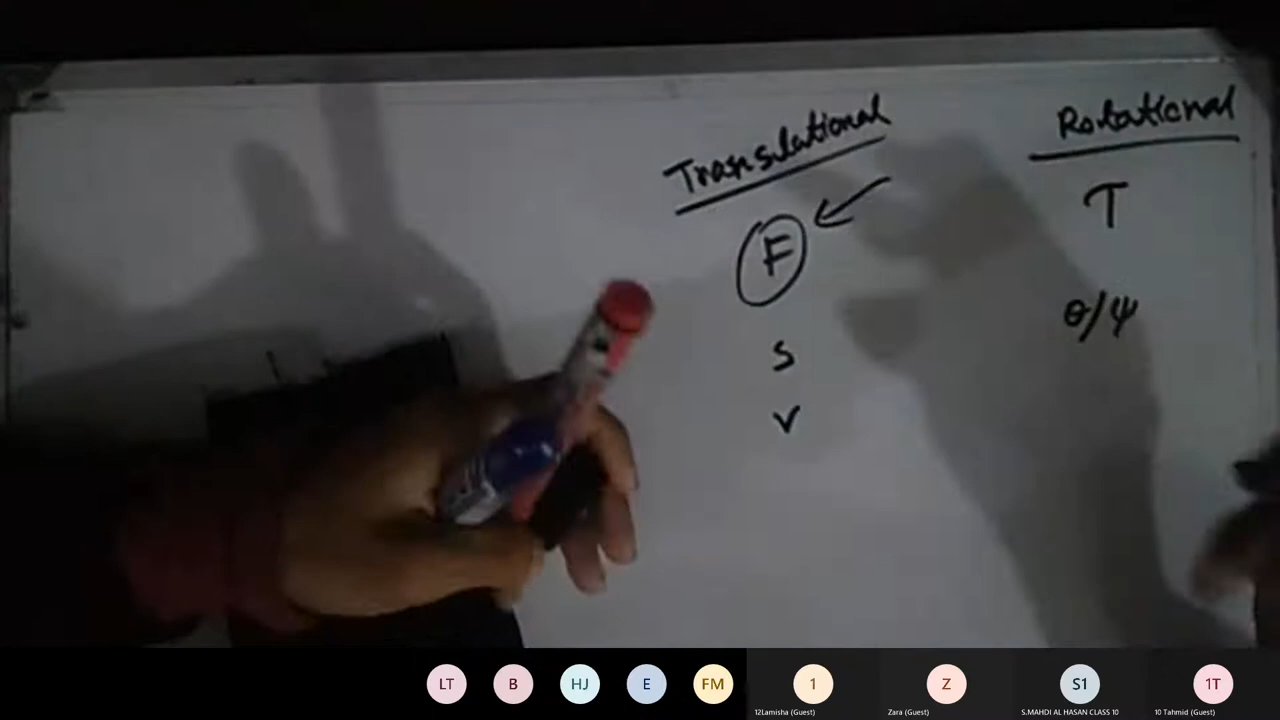 Translational Rotational
F T
s θ/ψ
v
LT B HJ E FM 1 Z S1 1T
12Lamisha (Guest) Zara (Guest) S.MAHDI AL HASAN CLASS 10 10 Tahmid (Guest)